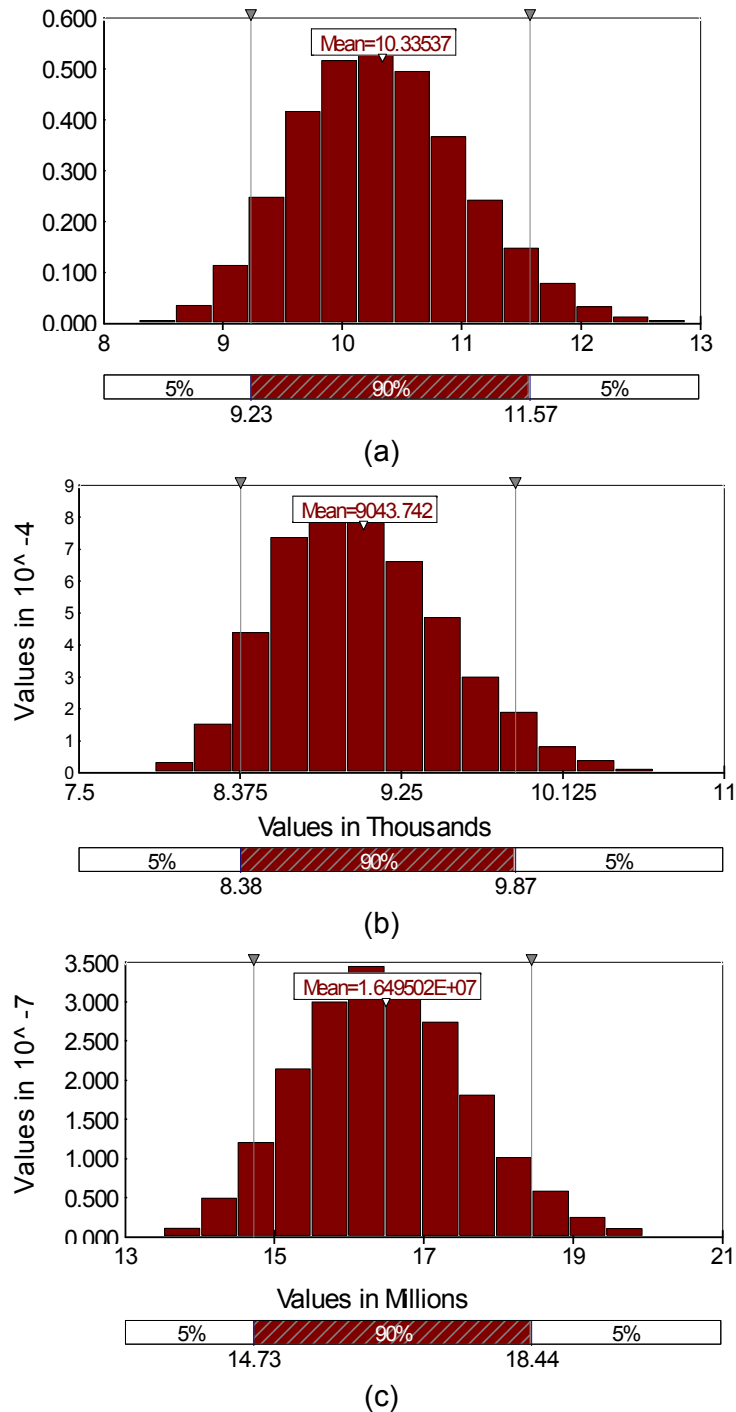 0.600
Mean=10.33537
0.500
0.400
0.300
0.200
0.100
0.000
8 9 10 11 12 13
5% 90% 5%
9.23 11.57
(a)
9
Mean=9043.742
8
7
6
5
4
3
2
1
0
Values in 10^ -4
7.5 8.375 9.25 10.125 11
Values in Thousands
5% 90% 5%
8.38 9.87
(b)
3.500
Mean=1.649502E+07
3.000
2.500
2.000
1.500
1.000
0.500
0.000
Values in 10^ -7
13 15 17 19 21
Values in Millions
5% 90% 5%
14.73 18.44
(c)